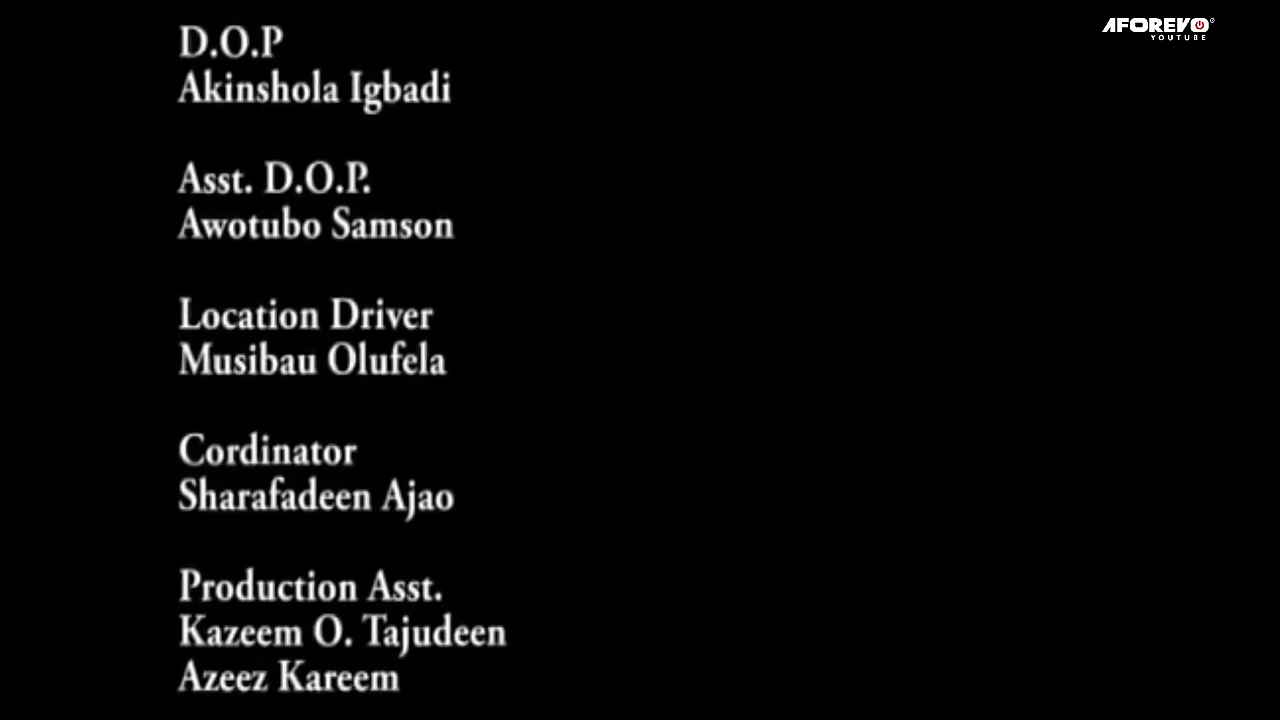 AFOREVO
YOUTUBE
D.O.P
Akinshola Igbadi
Asst. D.O.P.
Awotubo Samson
Location Driver
Musibau Olufela
Cordinator
Sharafadeen Ajao
Production Asst.
Kazeem O. Tajudeen
Azeez Kareem